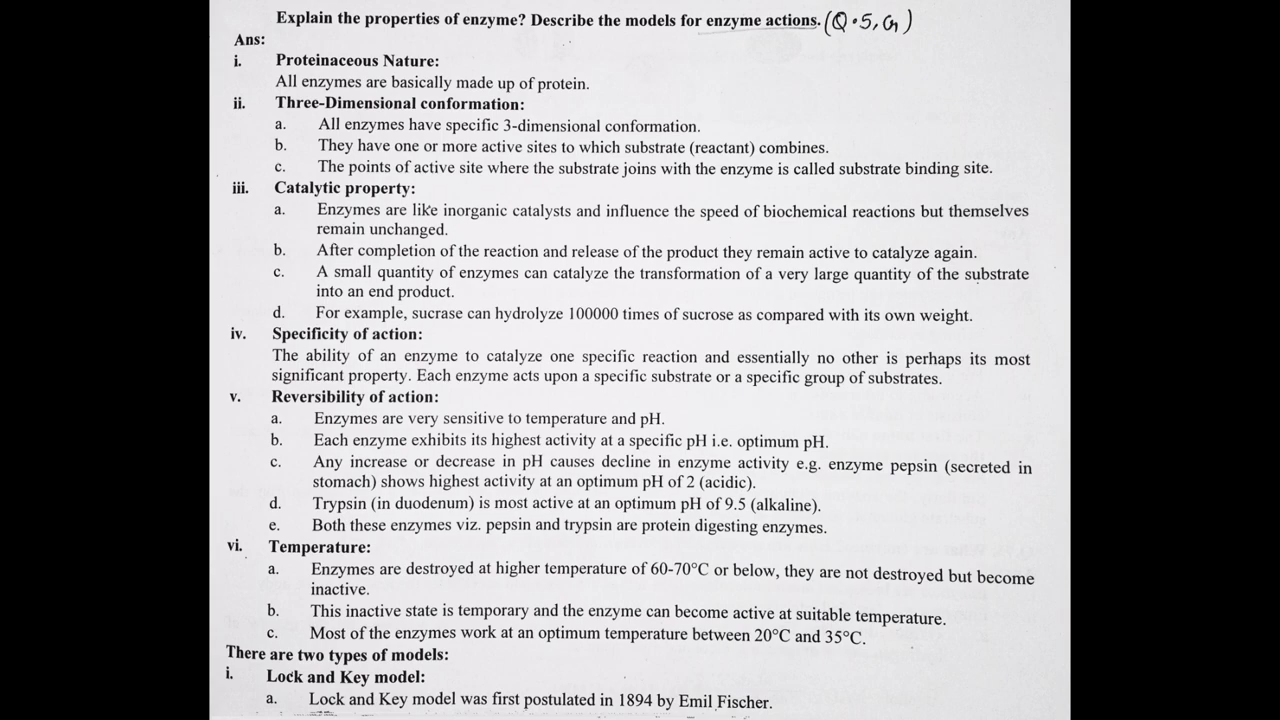 Explain the properties of enzyme? Describe the models for enzyme actions. (Q.5, G)
Ans:
i. Proteinaceous Nature:
All enzymes are basically made up of protein.
ii. Three-Dimensional conformation:
a. All enzymes have specific 3-dimensional conformation.
b. They have one or more active sites to which substrate (reactant) combines.
c. The points of active site where the substrate joins with the enzyme is called substrate binding site.
iii. Catalytic property:
a. Enzymes are like inorganic catalysts and influence the speed of biochemical reactions but themselves
remain unchanged.
b. After completion of the reaction and release of the product they remain active to catalyze again.
c. A small quantity of enzymes can catalyze the transformation of a very large quantity of the substrate
into an end product.
d. For example, sucrase can hydrolyze 100000 times of sucrose as compared with its own weight.
iv. Specificity of action:
The ability of an enzyme to catalyze one specific reaction and essentially no other is perhaps its most
significant property. Each enzyme acts upon a specific substrate or a specific group of substrates.
v. Reversibility of action:
a. Enzymes are very sensitive to temperature and pH.
b. Each enzyme exhibits its highest activity at a specific pH i.e. optimum pH.
c. Any increase or decrease in pH causes decline in enzyme activity e.g. enzyme pepsin (secreted in
stomach) shows highest activity at an optimum pH of 2 (acidic).
d. Trypsin (in duodenum) is most active at an optimum pH of 9.5 (alkaline).
e. Both these enzymes viz. pepsin and trypsin are protein digesting enzymes.
vi. Temperature:
a. Enzymes are destroyed at higher temperature of 60-70°C or below, they are not destroyed but become
inactive.
b. This inactive state is temporary and the enzyme can become active at suitable temperature.
c. Most of the enzymes work at an optimum temperature between 20°C and 35°C.
There are two types of models:
i. Lock and Key model:
a. Lock and Key model was first postulated in 1894 by Emil Fischer.